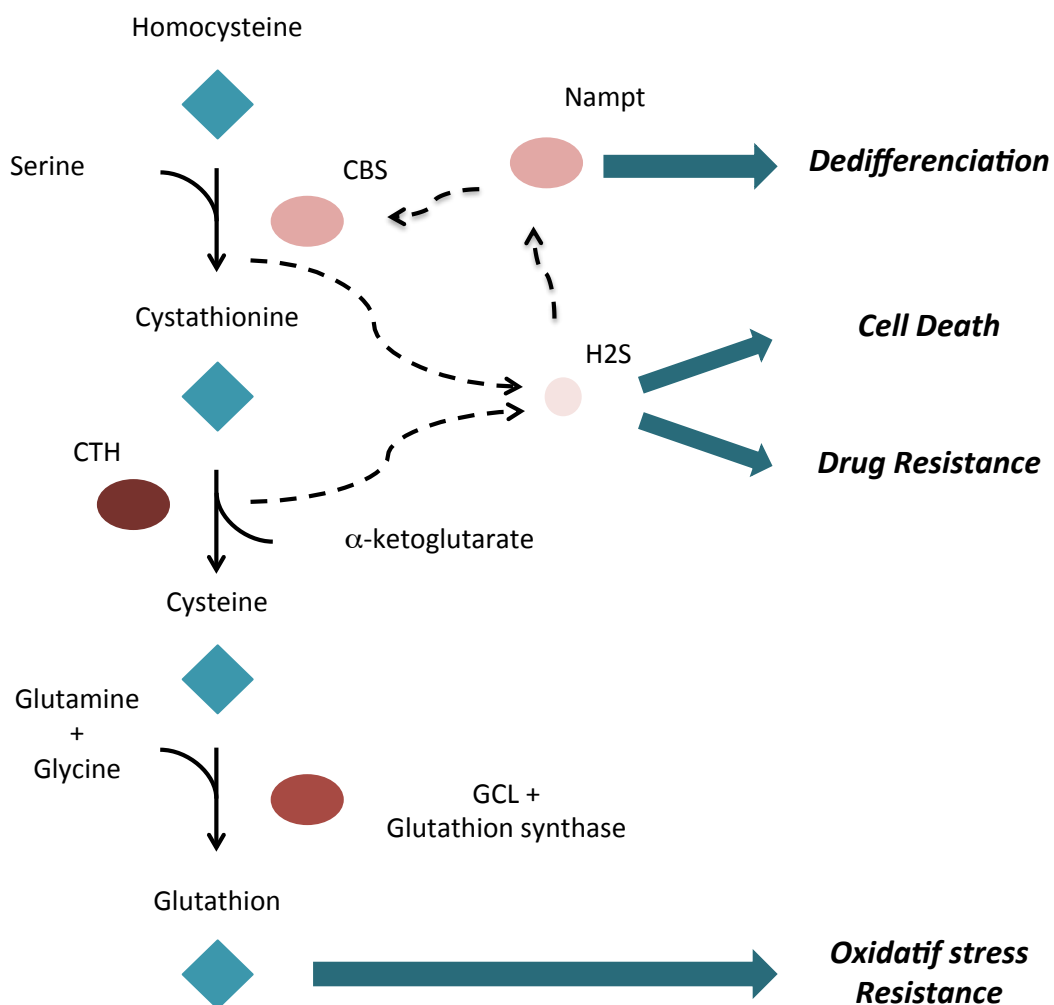 Homocysteine
Nampt
Serine
CBS
Dedifferenciation
Cystathionine
Cell Death
H2S
CTH
Drug Resistance
α-ketoglutarate
Cysteine
Glutamine
+
Glycine
GCL +
Glutathion synthase
Glutathion
Oxidatif stress
Resistance